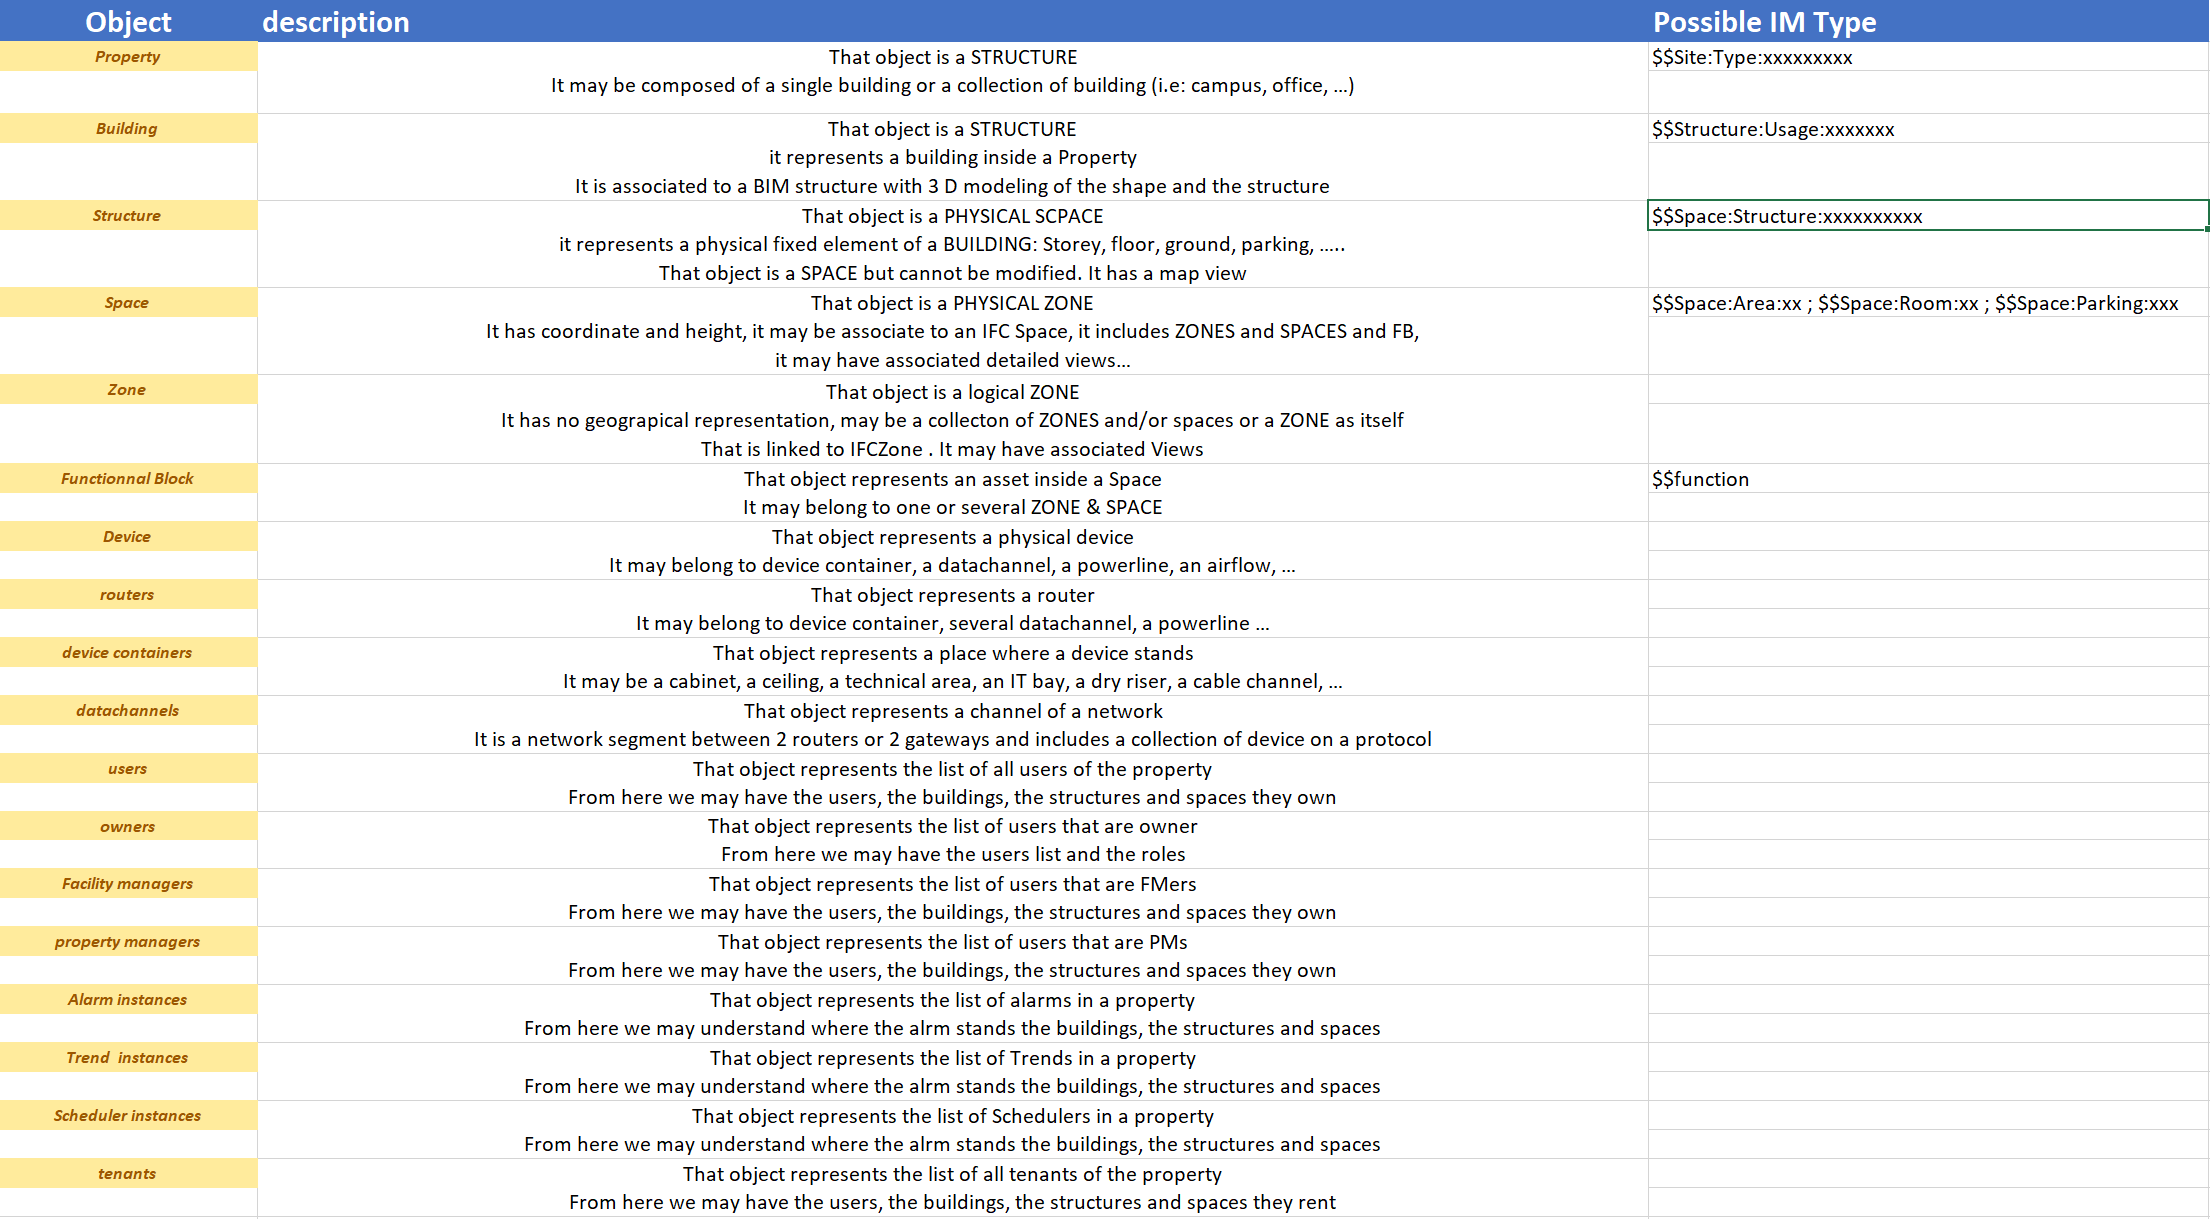 Object description Possible IM Type
Property That object is a STRUCTURE $$Site:Type:xxxxxxxxx
It may be composed of a single building or a collection of building (i.e: campus, office, ...)
Building That object is a STRUCTURE $$Structure:Usage:xxxxxxx
it represents a building inside a Property
It is associated to a BIM structure with 3 D modeling of the shape and the structure
Structure That object is a PHYSICAL SCPACE $$Space:Structure:xxxxxxxxxx
it represents a physical fixed element of a BUILDING: Storey, floor, ground, parking, .....
That object is a SPACE but cannot be modified. It has a map view
Space That object is a PHYSICAL ZONE $$Space:Area:xx ; $$Space:Room:xx ; $$Space:Parking:xxx
It has coordinate and height, it may be associate to an IFC Space, it includes ZONES and SPACES and FB,
it may have associated detailed views...
Zone That object is a logical ZONE
It has no geograpical representation, may be a collecton of ZONES and/or spaces or a ZONE as itself
That is linked to IFCZone . It may have associated Views
Functionnal Block That object represents an asset inside a Space $$function
It may belong to one or several ZONE & SPACE
Device That object represents a physical device
It may belong to device container, a datachannel, a powerline, an airflow, ...
routers That object represents a router
It may belong to device container, several datachannel, a powerline ...
device containers That object represents a place where a device stands
It may be a cabinet, a ceiling, a technical area, an IT bay, a dry riser, a cable channel, ...
datachannels That object represents a channel of a network
It is a network segment between 2 routers or 2 gateways and includes a collection of device on a protocol
users That object represents the list of all users of the property
From here we may have the users, the buildings, the structures and spaces they own
owners That object represents the list of users that are owner
From here we may have the users list and the roles
Facility managers That object represents the list of users that are FMers
From here we may have the users, the buildings, the structures and spaces they own
property managers That object represents the list of users that are PMs
From here we may have the users, the buildings, the structures and spaces they own
Alarm instances That object represents the list of alarms in a property
From here we may understand where the alrm stands the buildings, the structures and spaces
Trend  instances That object represents the list of Trends in a property
From here we may understand where the alrm stands the buildings, the structures and spaces
Scheduler instances That object represents the list of Schedulers in a property
From here we may understand where the alrm stands the buildings, the structures and spaces
tenants That object represents the list of all tenants of the property
From here we may have the users, the buildings, the structures and spaces they rent